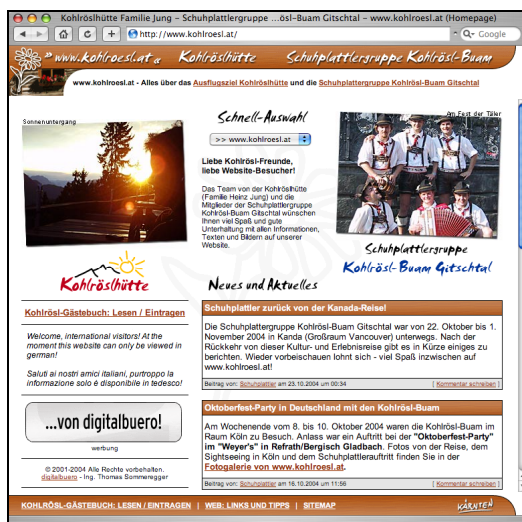 Kohlröslhütte Familie Jung – Schuhplattlergruppe ...ösl-Buam Gitschtal – www.kohlroesl.at (Homepage)
http://www.kohlroesl.at/
Google
» www.kohlroesl.at « Kohlröslhütte Schuhplattlergruppe Kohlrösl-Buam
www.kohlroesl.at - Alles über das Ausflugsziel Kohlröslhütte und die Schuhplattlergruppe Kohlrösl-Buam Gitschtal
Sonnenuntergang
Kohlröslhütte
Kohlrösl-Gästebuch: Lesen / Eintragen
Welcome, international visitors! At the
moment this website can only be viewed in
german!
Saluti ai nostri amici italiani, purtroppo la
informazione solo é disponibile in tedesco!
...von digitalbuero!
werbung
© 2001-2004 Alle Rechte vorbehalten.
digitalbuero - Ing. Thomas Sommeregger
Schnell-Auswahl
>> www.kohlroesl.at
Liebe Kohlrösl-Freunde,
liebe Website-Besucher!
Das Team von der Kohlröslhütte
(Familie Heinz Jung) und die
Mitglieder der Schuhplattlergruppe
Kohlrösl-Buam Gitschtal wünschen
Ihnen viel Spaß und gute
Unterhaltung mit allen Informationen,
Texten und Bildern auf unserer
Website.
Am Fest der Täler
Schuhplattlergruppe
Kohlrösl-Buam Gitschtal
Neues und Aktuelles
Schuhplattler zurück von der Kanada-Reise!
Die Schuhplattlergruppe Kohlrösl-Buam Gitschtal war von 22. Oktober bis 1.
November 2004 in Kanda (Großraum Vancouver) unterwegs. Nach der
Rückkehr von dieser Kultur- und Erlebnisreise gibt es in Kürze einiges zu
berichten. Wieder vorbeischauen lohnt sich - viel Spaß inzwischen auf
www.kohlroesl.at!
Beitrag von: Schuhplattler am 23.10.2004 um 00:34 [ Kommentar schreiben ]
Oktoberfest-Party in Deutschland mit den Kohlrösl-Buam
Am Wochenende vom 8. bis 10. Oktober 2004 waren die Kohlrösl-Buam im
Raum Köln zu Besuch. Anlass war ein Auftritt bei der "Oktoberfest-Party"
im "Weyer's" in Refrath/Bergisch Gladbach. Fotos von der Reise, dem
Sightseeing in Köln und dem Schuhplattlerauftritt finden Sie in der
Fotogalerie von www.kohlroesl.at.
Beitrag von: Schuhplattler am 16.10.2004 um 11:56 [ Kommentar schreiben ]
KOHLRÖSL-GÄSTEBUCH: LESEN / EINTRAGEN | WEB: LINKS UND TIPPS | SITEMAP
KÄRNTEN